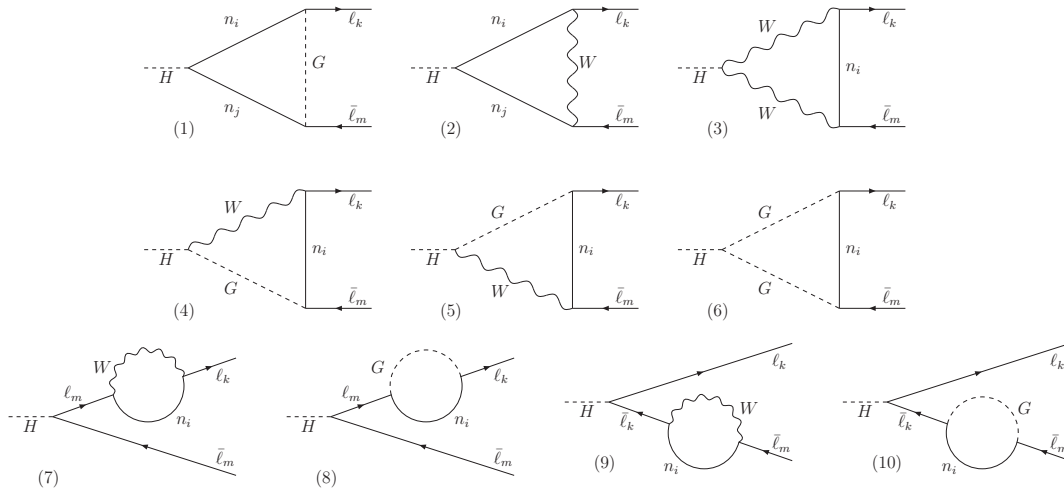 n_i ℓ_k n_i ℓ_k W ℓ_k
H G H W H n_i
n_j ℓ̄_m n_j ℓ̄_m W ℓ̄_m
(1) (2) (3)
W ℓ_k G ℓ_k G ℓ_k
H n_i H n_i H n_i
G ℓ̄_m W ℓ̄_m G ℓ̄_m
(4) (5) (6)
W ℓ_k G ℓ_k ℓ_k
ℓ_m n_i ℓ_m n_i W G
H H H ℓ̄_k H ℓ̄_k
ℓ̄_m ℓ̄_m n_i ℓ̄_m n_i ℓ̄_m
(7) (8) (9) (10)
ℓ_k